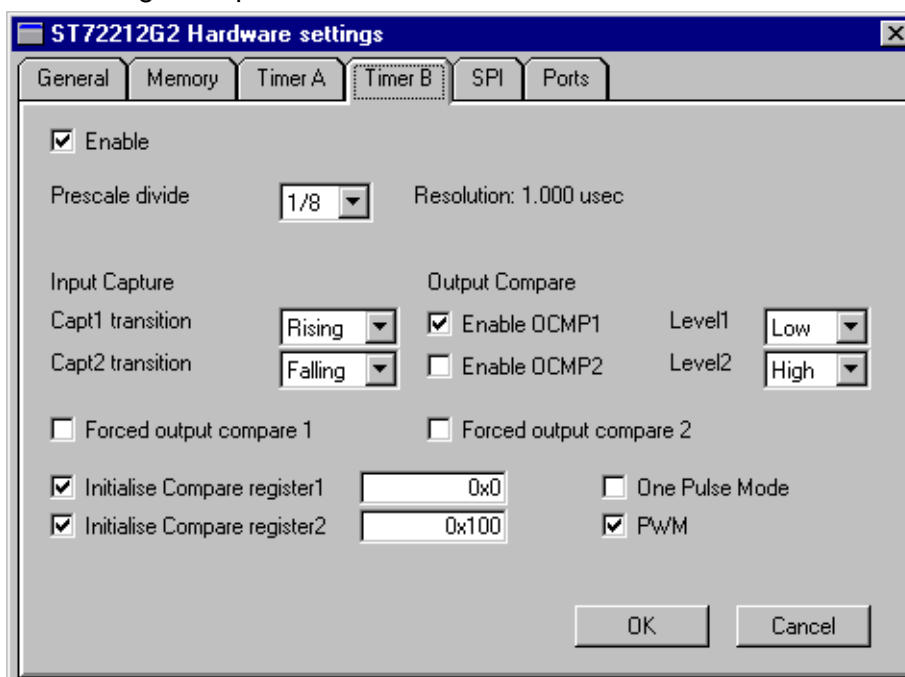 ST72212G2 Hardware settings
General Memory Timer A Timer B SPI Ports
Enable
Prescale divide 1/8 Resolution: 1.000 usec
Input Capture Output Compare
Capt1 transition Rising Enable OCMP1 Level1 Low
Capt2 transition Falling Enable OCMP2 Level2 High
Forced output compare 1 Forced output compare 2
Initialise Compare register1 0x0 One Pulse Mode
Initialise Compare register2 0x100 PWM
OK Cancel